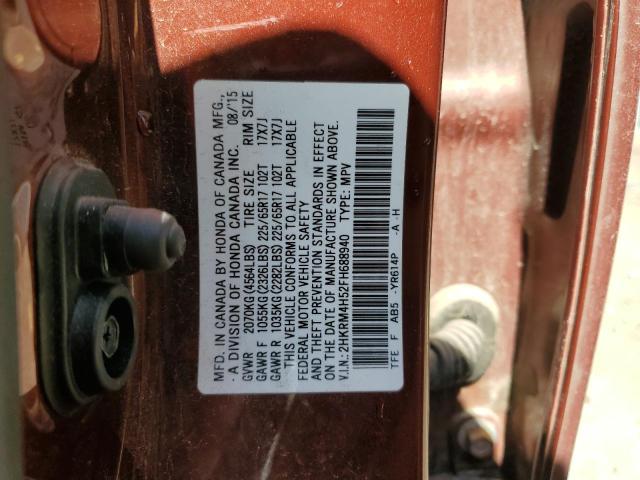 MFD. IN CANADA BY HONDA OF CANADA MFG.,
- A DIVISION OF HONDA CANADA INC. 08/15
GVWR 2070KG(4564LBS) TIRE SIZE RIM SIZE
GAWR F 1055KG(2326LBS) 225/65R17 102T 17X7J
GAWR R 1035KG(2282LBS) 225/65R17 102T 17X7J
THIS VEHICLE CONFORMS TO ALL APPLICABLE
FEDERAL MOTOR VEHICLE SAFETY
AND THEFT PREVENTION STANDARDS IN EFFECT
ON THE DATE OF MANUFACTURE SHOWN ABOVE.
V.I.N.: 2HKRM4H52FH688940 TYPE: MPV
TFE F AB5 -YR614P -A -H